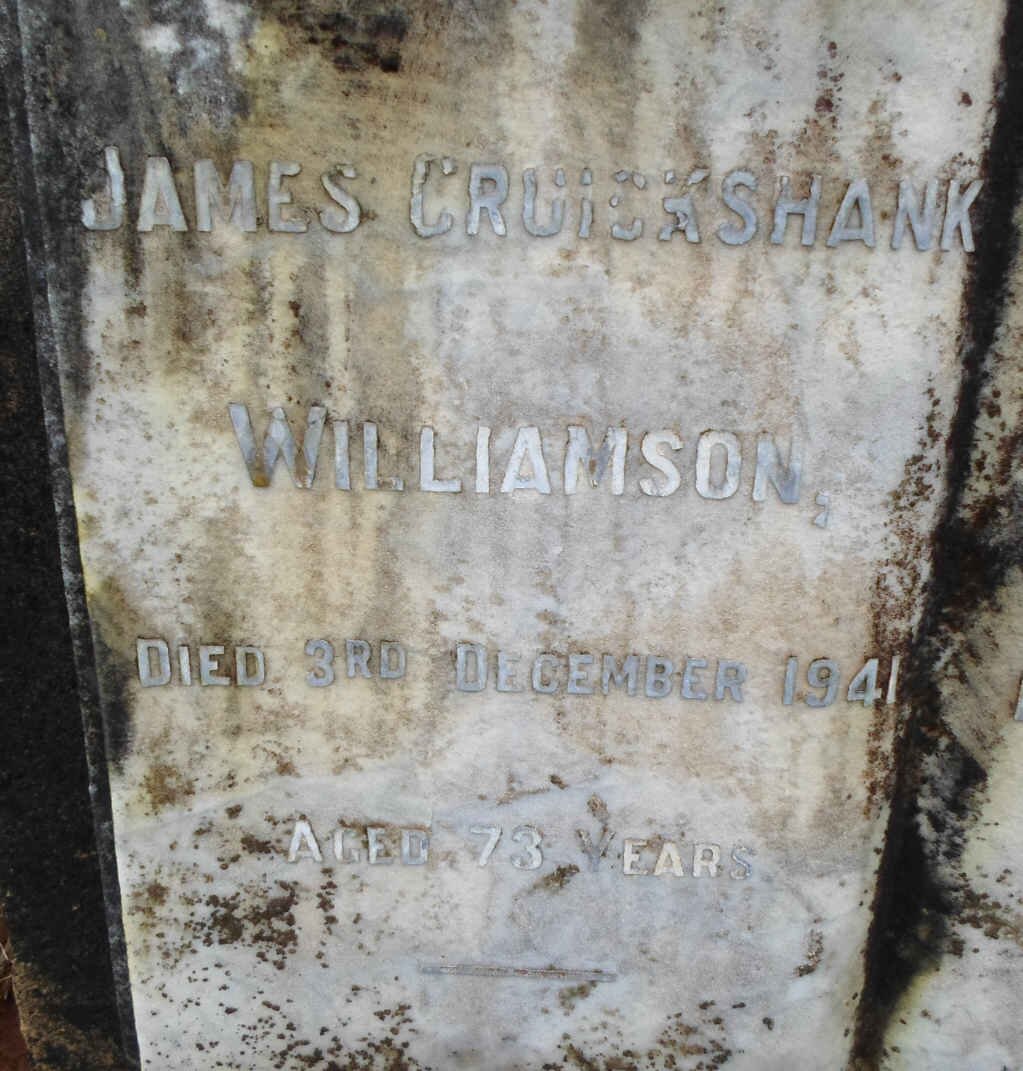 JAMES CRUICKSHANK
WILLIAMSON,
DIED 3RD DECEMBER 1941
AGED 73 YEARS